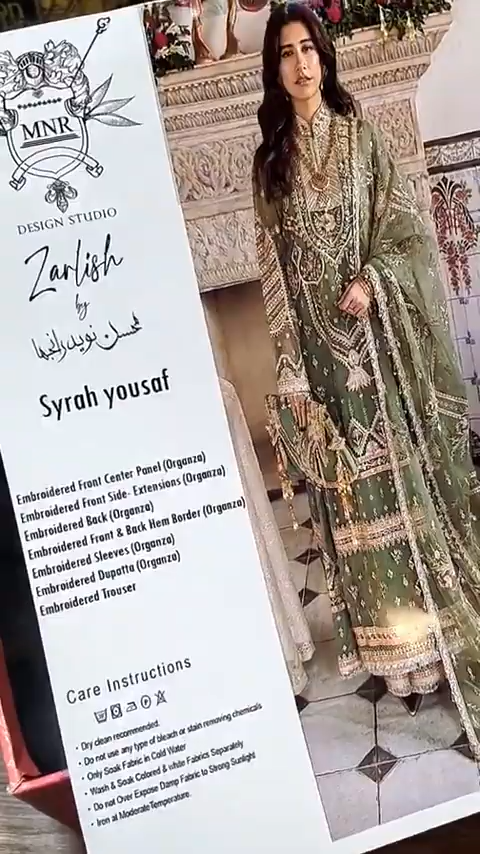 MNR
DESIGN STUDIO
Zarlish
by
محسن نوید رانجھا
Syrah yousaf
Embroidered Front Center Panel (Organza)
Embroidered Front Side- Extensions (Organza)
Embroidered Back (Organza)
Embroidered Front & Back Hem Border (Organza)
Embroidered Sleeves (Organza)
Embroidered Dupatta (Organza)
Embroidered Trouser
Care Instructions
• Dry clean recommended.
• Do not use any type of bleach or stain removing chemicals
• Only Soak Fabric in Cold Water
• Wash & Soak Colored & white Fabrics Separately
• Do not Over Expose Damp Fabric to Strong Sunlight
• Iron at Moderate Temperature.